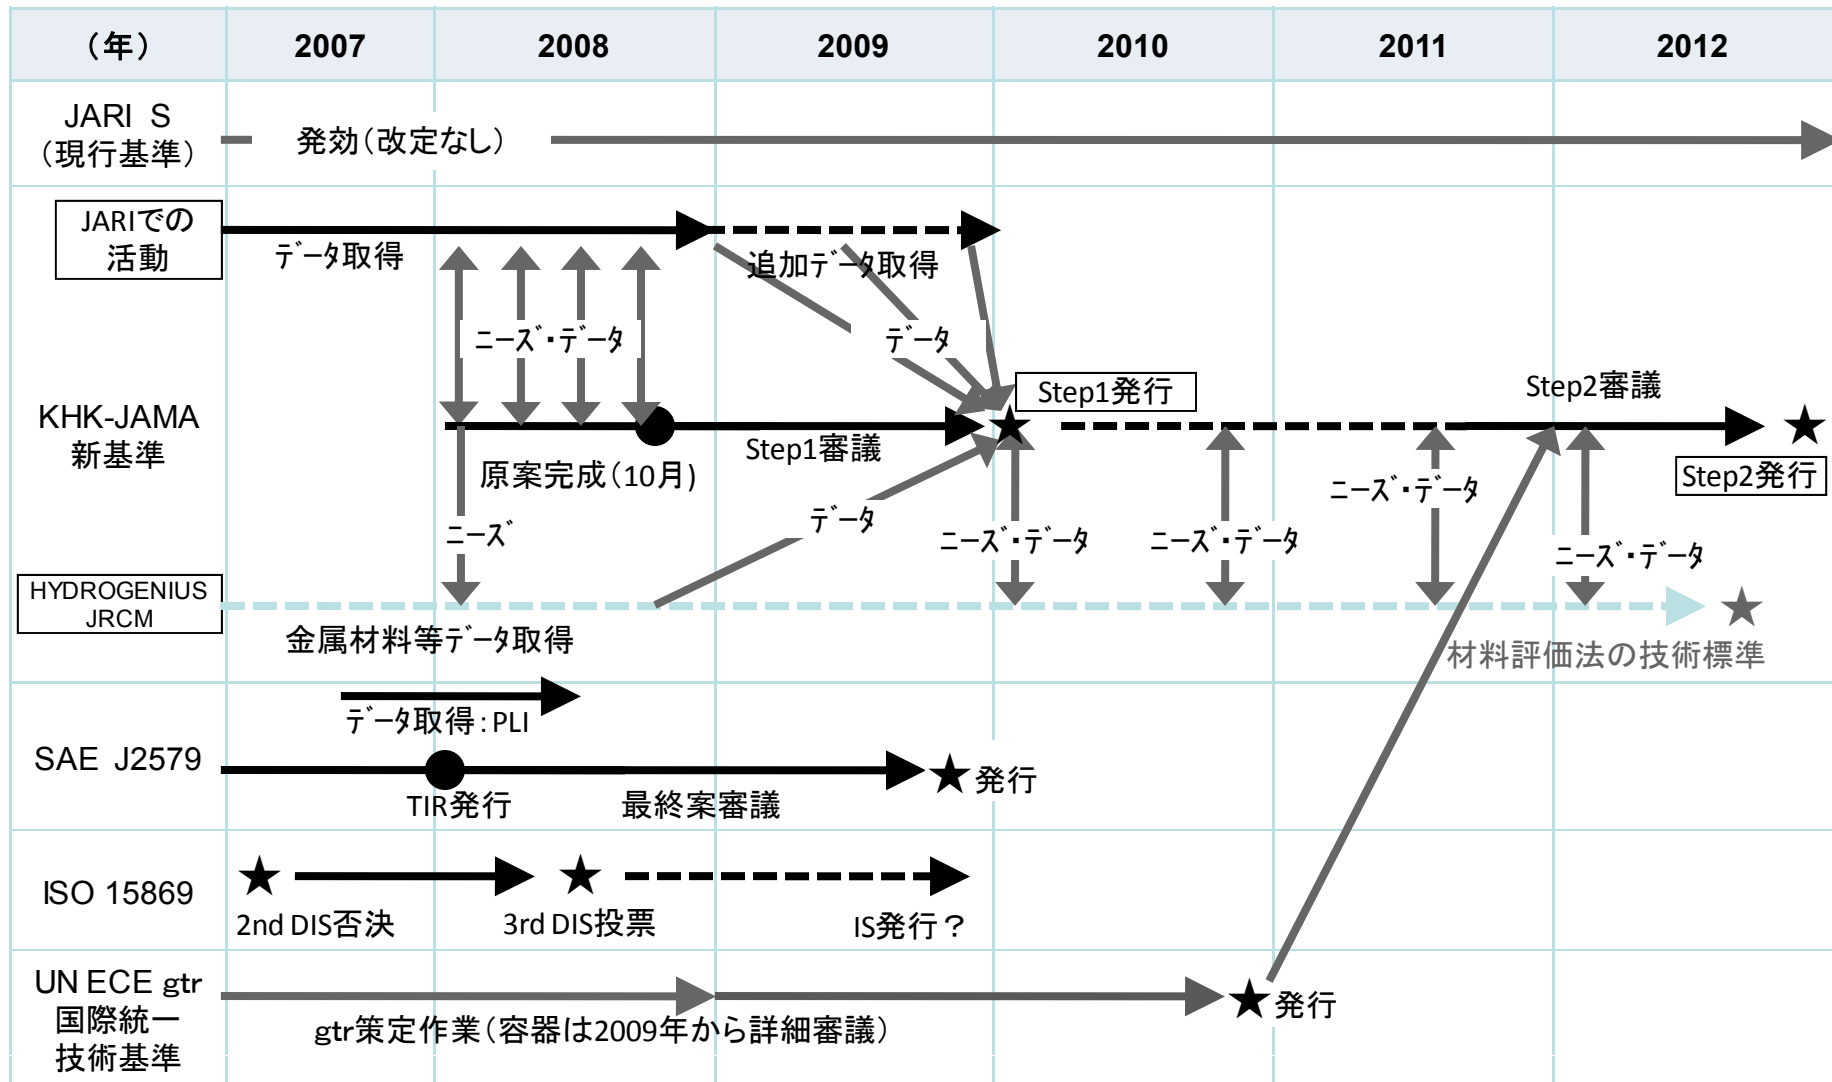 （年） 2007 2008 2009 2010 2011 2012
JARI S
（現行基準）
発効（改定なし）
JARIでの
活動
ﾃﾞｰﾀ取得
追加ﾃﾞｰﾀ取得
ﾆｰｽﾞ・ﾃﾞｰﾀ
ﾃﾞｰﾀ
KHK-JAMA
新基準
Step1発行
Step2審議
Step1審議
原案完成（10月）
Step2発行
ﾆｰｽﾞ・ﾃﾞｰﾀ
ﾃﾞｰﾀ
ﾆｰｽﾞ
ﾆｰｽﾞ・ﾃﾞｰﾀ
ﾆｰｽﾞ・ﾃﾞｰﾀ
ﾆｰｽﾞ・ﾃﾞｰﾀ
HYDROGENIUS
JRCM
金属材料等ﾃﾞｰﾀ取得
材料評価法の技術標準
SAE J2579
ﾃﾞｰﾀ取得：PLI
発行
TIR発行
最終案審議
ISO 15869
2nd DIS否決
3rd DIS投票
IS発行？
UN ECE gtr
国際統一
技術基準
発行
gtr策定作業（容器は2009年から詳細審議）